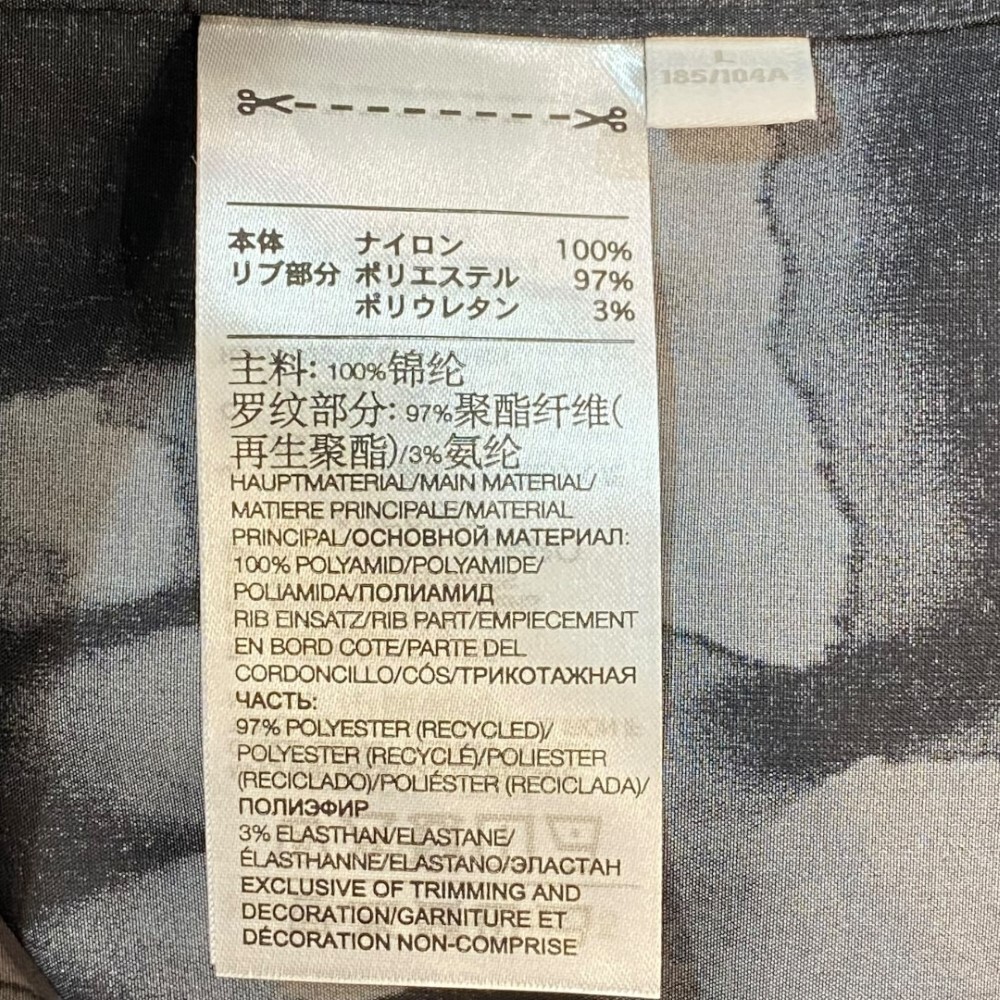 L
185/104A
本体 ナイロン 100%
リブ部分 ポリエステル 97%
ポリウレタン 3%
主料: 100%锦纶
罗纹部分: 97%聚酯纤维(
再生聚酯)/3%氨纶
HAUPTMATERIAL/MAIN MATERIAL/
MATIERE PRINCIPALE/MATERIAL
PRINCIPAL/ОСНОВНОЙ МАТЕРИАЛ:
100% POLYAMID/POLYAMIDE/
POLIAMIDA/ПОЛИАМИД
RIB EINSATZ/RIB PART/EMPIECEMENT
EN BORD COTE/PARTE DEL
CORDONCILLO/CÓS/ТРИКОТАЖНАЯ
ЧАСТЬ:
97% POLYESTER (RECYCLED)/
POLYESTER (RECYCLÉ)/POLIESTER
(RECICLADO)/POLIÉSTER (RECICLADA)/
ПОЛИЭФИР
3% ELASTHAN/ELASTANE/
ÉLASTHANNE/ELASTANO/ЭЛАСТАН
EXCLUSIVE OF TRIMMING AND
DECORATION/GARNITURE ET
DÉCORATION NON-COMPRISE